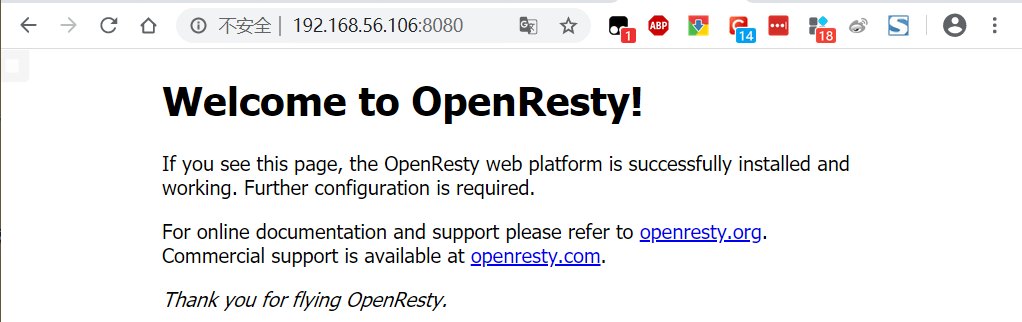 不安全 | 192.168.56.106:8080
1
ABP
14
18
S
Welcome to OpenResty!
If you see this page, the OpenResty web platform is successfully installed and
working. Further configuration is required.
For online documentation and support please refer to openresty.org.
Commercial support is available at openresty.com.
Thank you for flying OpenResty.